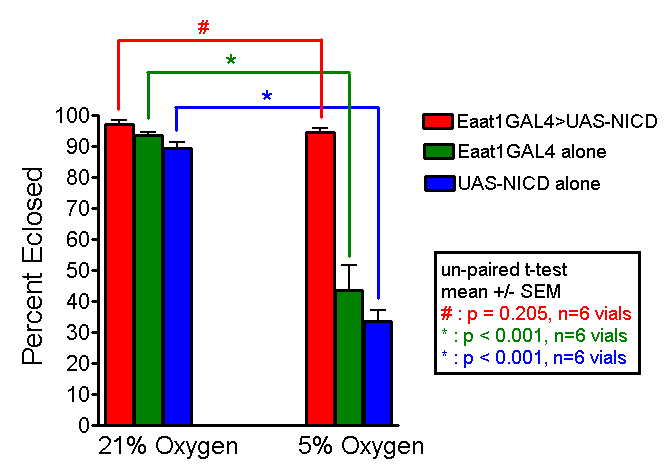 #
*
*
100
90
80
70
60
50
40
30
20
10
0
Percent Eclosed
21% Oxygen
5% Oxygen
Eaat1GAL4>UAS-NICD
Eaat1GAL4 alone
UAS-NICD alone
un-paired t-test
mean +/- SEM
# : p = 0.205, n=6 vials
* : p < 0.001, n=6 vials
* : p < 0.001, n=6 vials